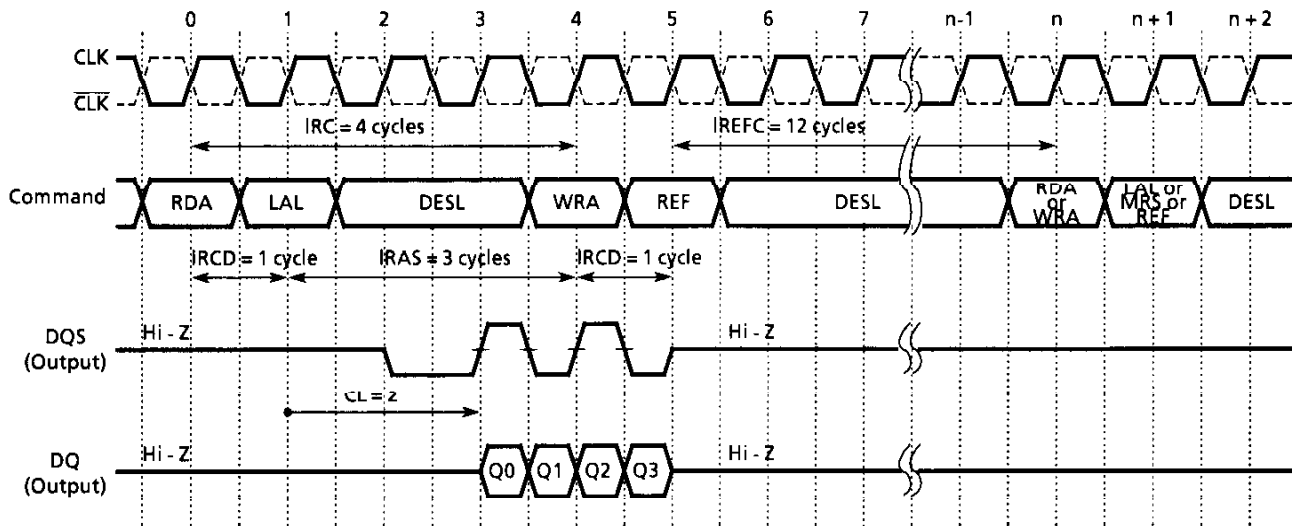 0 1 2 3 4 5 6 7 n-1 n n + 1 n + 2
CLK
CLK
IRC = 4 cycles IREFC = 12 cycles
Command RDA LAL DESL WRA REF DESL RDA or WRA LAL or MRS or REF DESL
IRCD = 1 cycle IRAS = 3 cycles IRCD = 1 cycle
DQS (Output) Hi - Z Hi - Z
CL = 2
DQ (Output) Hi - Z Q0 Q1 Q2 Q3 Hi - Z